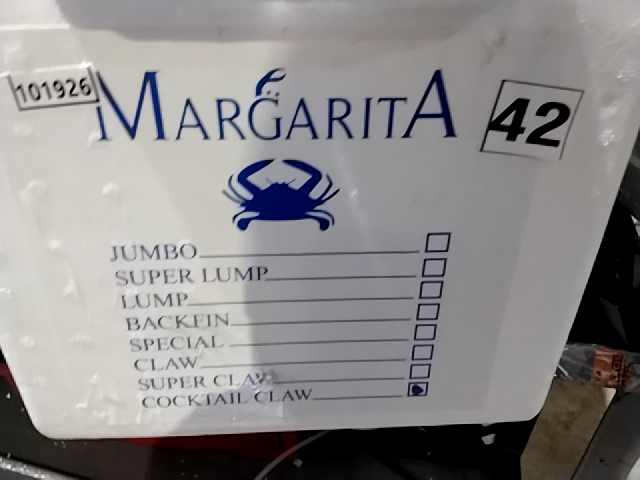 101926
MARGARITA
42
JUMBO
SUPER LUMP
LUMP
BACKFIN
SPECIAL
CLAW
SUPER CLAW
COCKTAIL CLAW